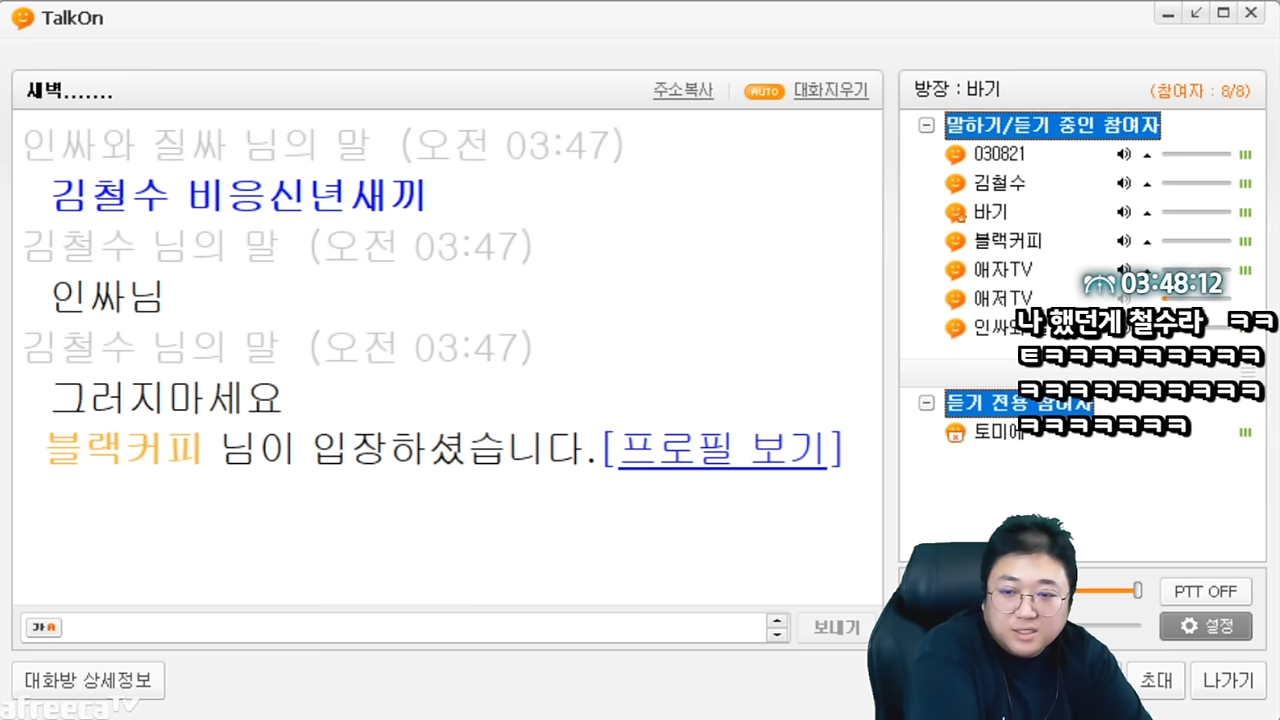 TalkOn
새벽.......
주소복사
AUTO 대화지우기
인싸와 질싸 님의 말 (오전 03:47)
김철수 비응신년새끼
김철수 님의 말 (오전 03:47)
인싸님
김철수 님의 말 (오전 03:47)
그러지마세요
블랙커피 님이 입장하셨습니다.[프로필 보기]
가A
보내기
대화방 상세정보
afreecaTV
방장 : 바기 (참여자 : 8/8)
말하기/듣기 중인 참여자
030821
김철수
바기
블랙커피
애자TV
애저TV
03:48:12
나 했던게 철수라 ㅋㅋ
ㅌㅋㅋㅋㅋㅋㅋㅋㅋㅋ
ㅋㅋㅋㅋㅋㅋㅋㅋㅋㅋ
ㅋㅋㅋㅋㅋㅋㅋ
듣기 전용 참여자
PTT OFF
설정
초대
나가기